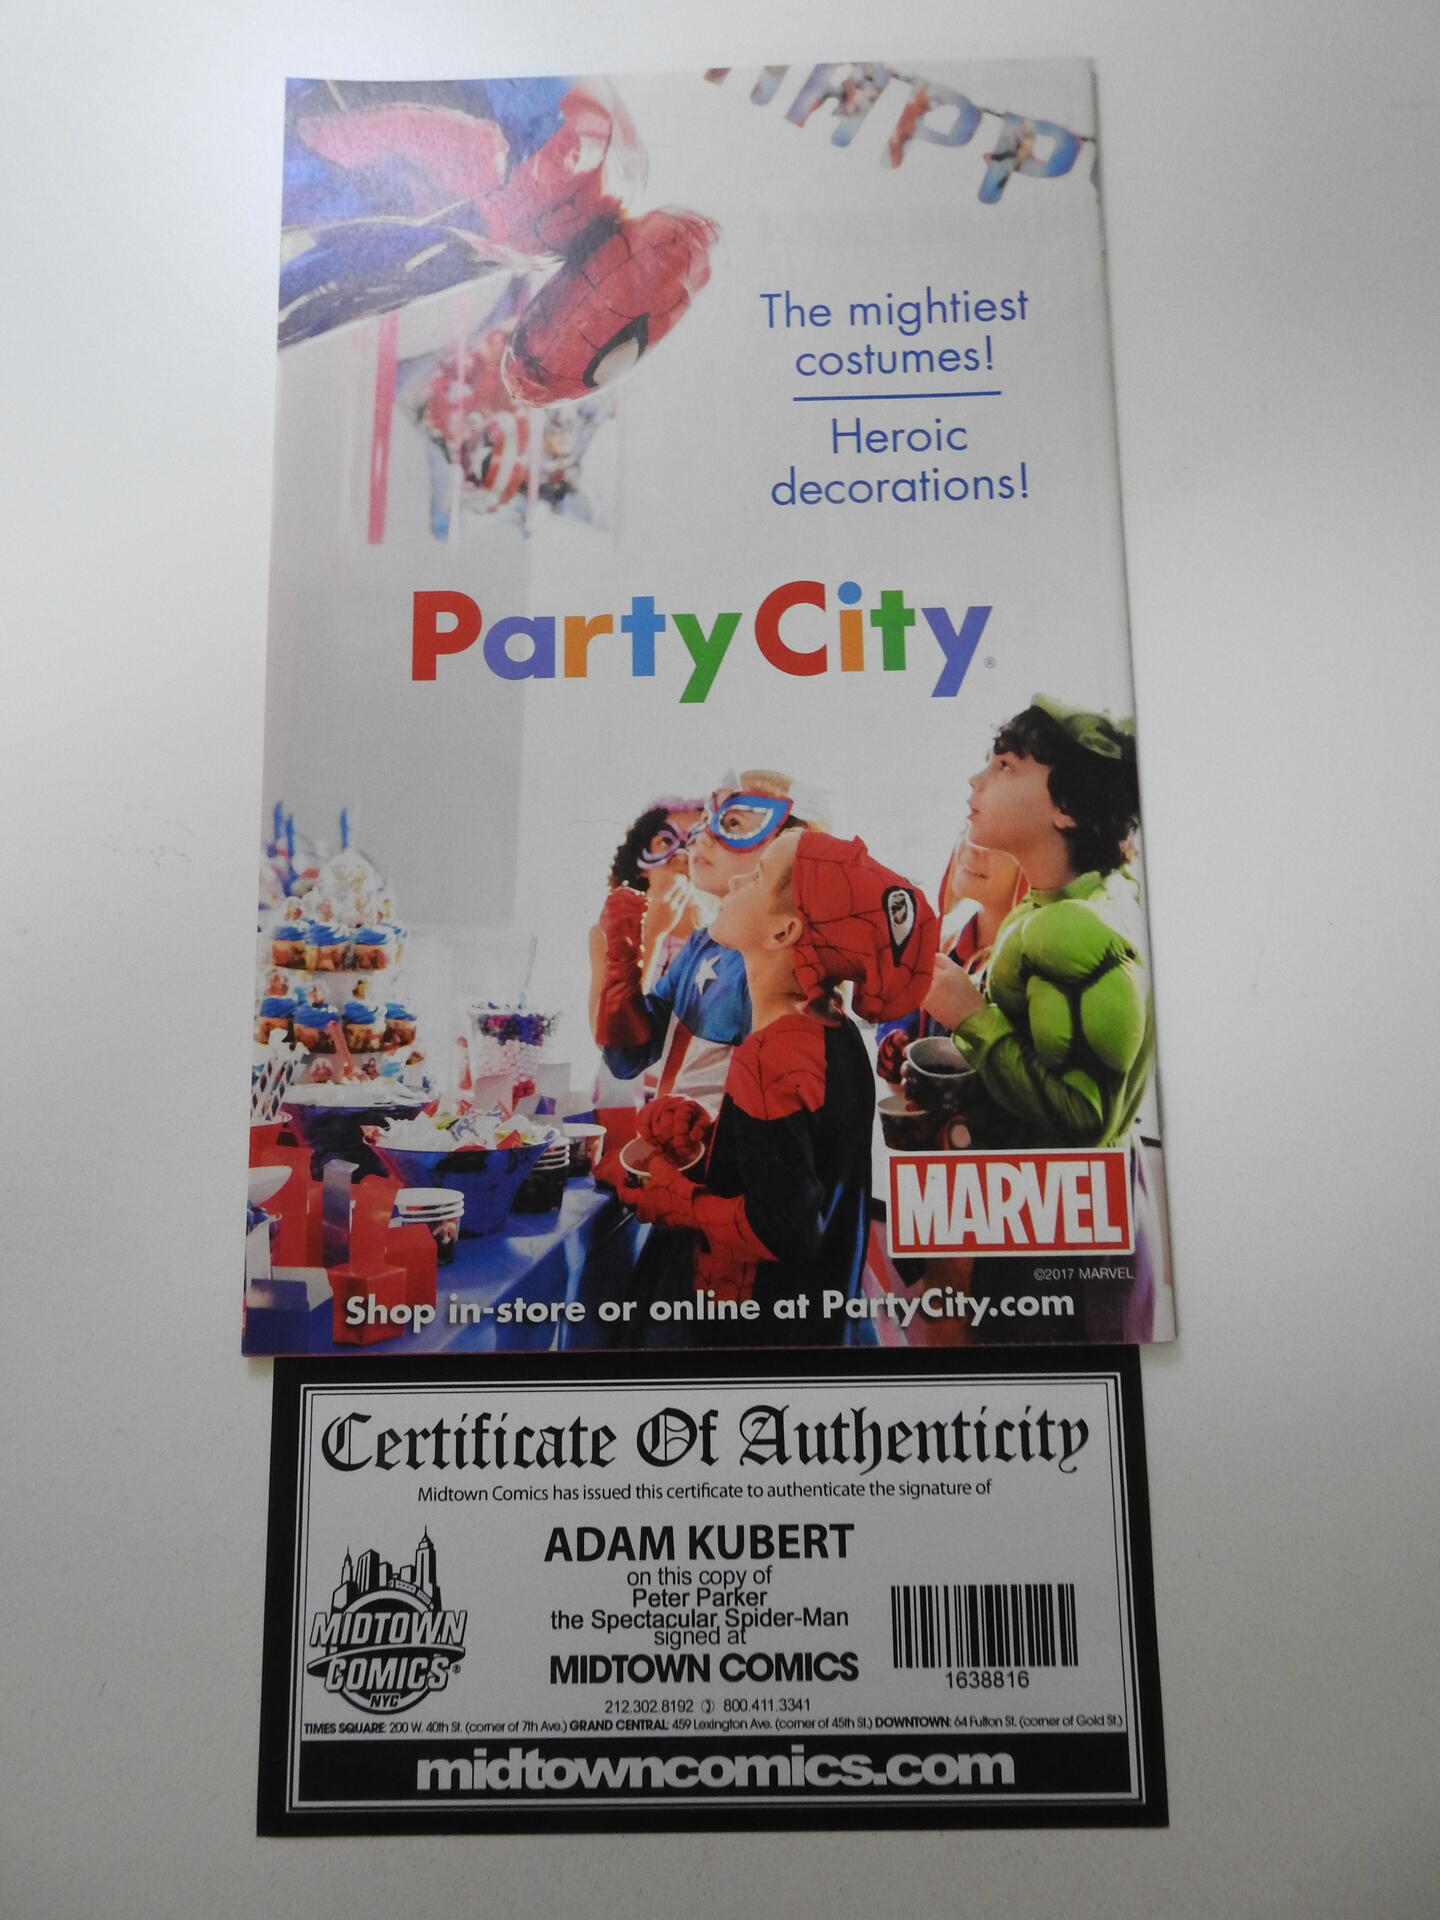 HAPP
The mightiest
costumes!
Heroic
decorations!
PartyCity®
MARVEL
©2017 MARVEL
Shop in-store or online at PartyCity.com
Certificate Of Authenticity
Midtown Comics has issued this certificate to authenticate the signature of
ADAM KUBERT
on this copy of
Peter Parker
the Spectacular Spider-Man
signed at
MIDTOWN COMICS
MIDTOWN
COMICS®
NYC
1638816
212.302.8192 800.411.3341
TIMES SQUARE: 200 W. 40th St. (corner of 7th Ave.) GRAND CENTRAL: 459 Lexington Ave. (corner of 45th St.) DOWNTOWN: 64 Fulton St. (corner of Gold St.)
midtowncomics.com